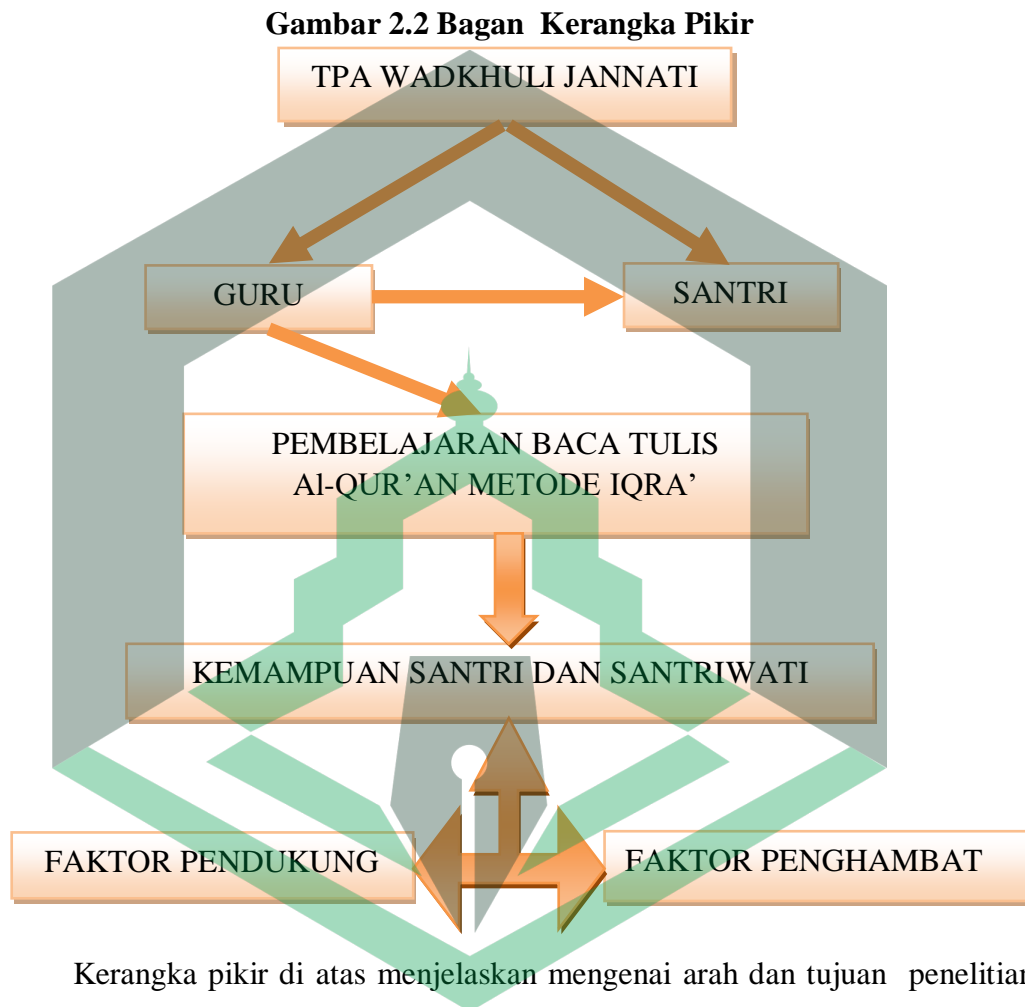 Gambar 2.2 Bagan Kerangka Pikir
TPA WADKHULI JANNATI
GURU
SANTRI
PEMBELAJARAN BACA TULIS
Al-QUR’AN METODE IQRA’
KEMAMPUAN SANTRI DAN SANTRIWATI
FAKTOR PENDUKUNG
FAKTOR PENGHAMBAT
Kerangka pikir di atas menjelaskan mengenai arah dan tujuan penelitian